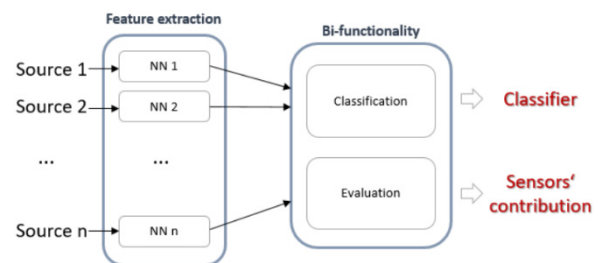 Feature extraction
Bi-functionality
Source 1
NN 1
Source 2
NN 2
...
...
Source n
NN n
Classification
Evaluation
Classifier
Sensors‘
contribution